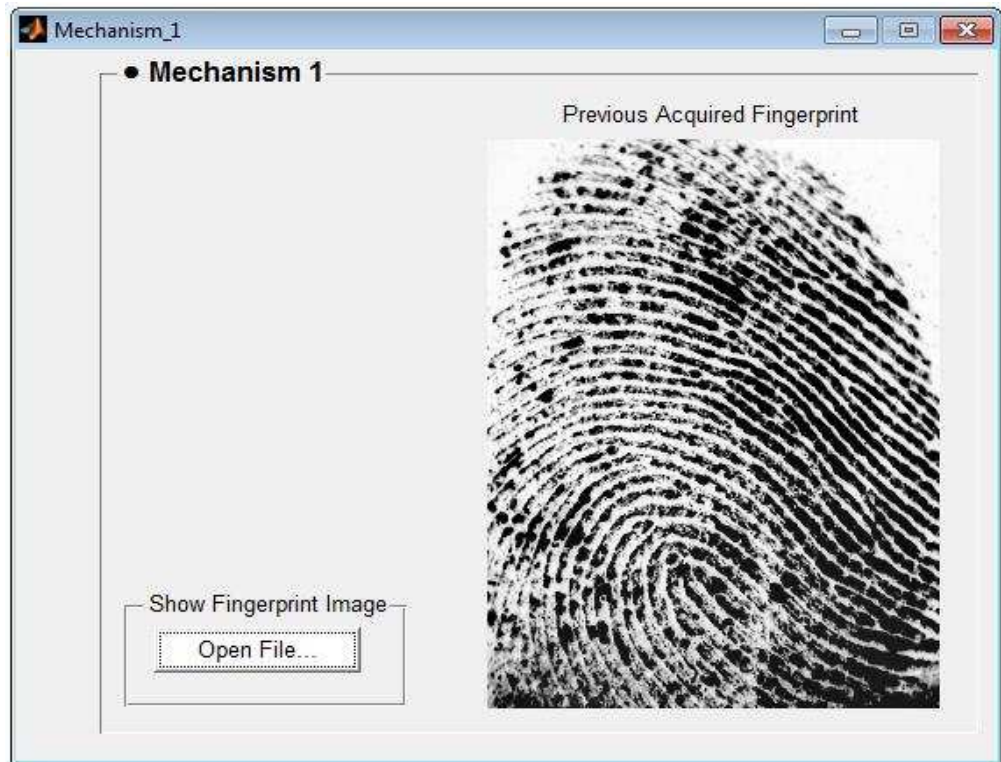 Mechanism_1
● Mechanism 1
Previous Acquired Fingerprint
Show Fingerprint Image
Open File...